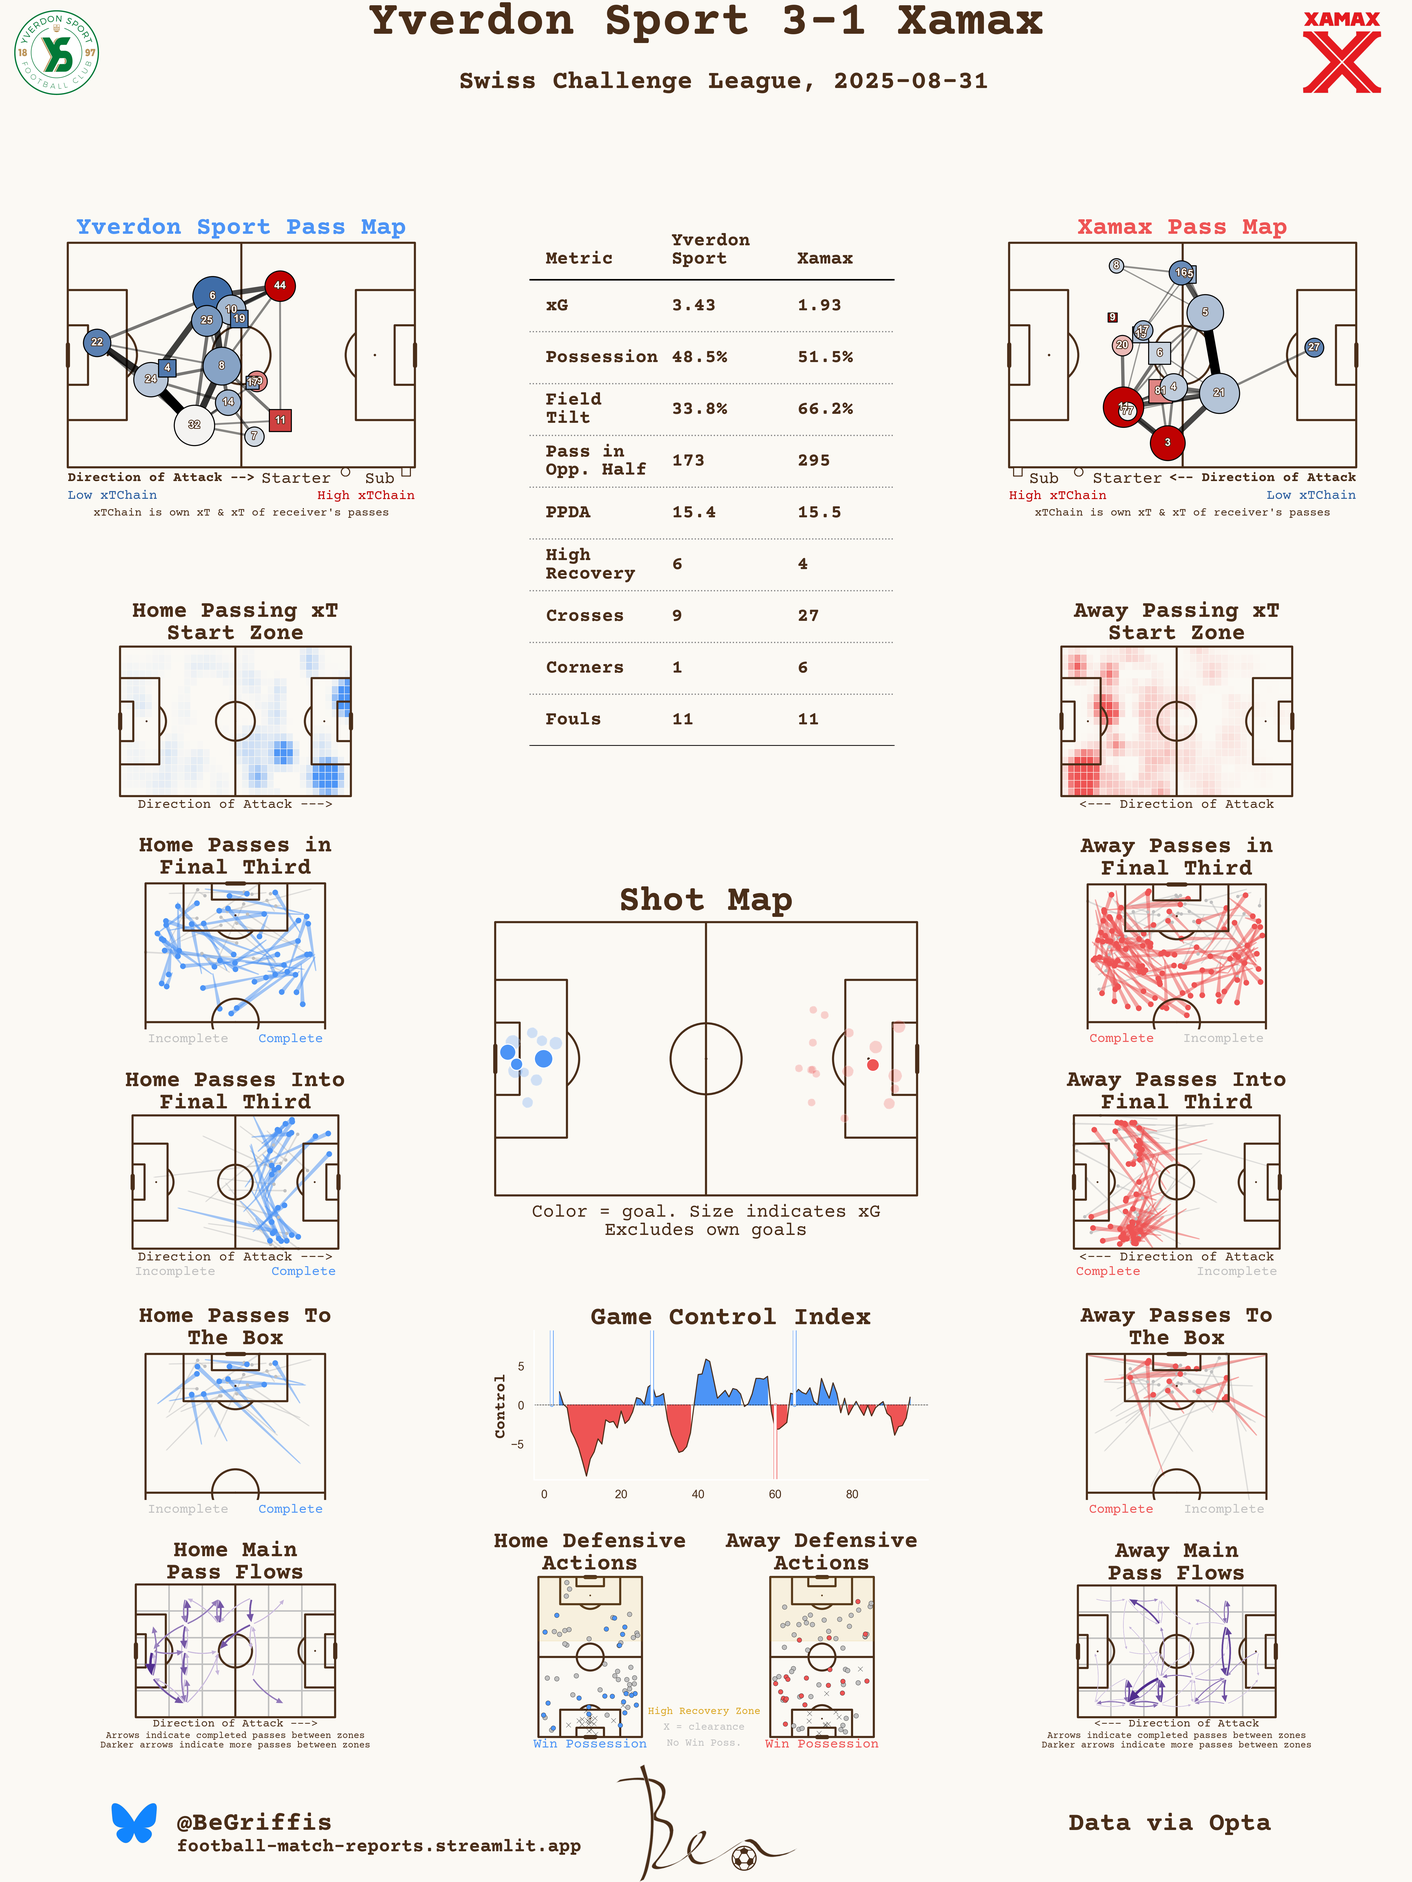 Yverdon Sport 3-1 Xamax
Swiss Challenge League, 2025-08-31
YVERDON SPORT
18 97
FOOTBALL CLUB
XAMAX
Yverdon Sport Pass Map
6
44
10
25
19
22
8
4
24
14
32
11
7
Direction of Attack --> Starter Sub
Low xTChain High xTChain
xTChain is own xT & xT of receiver's passes
Metric Yverdon Sport Xamax
xG 3.43 1.93
Possession 48.5% 51.5%
Field Tilt 33.8% 66.2%
Pass in Opp. Half 173 295
PPDA 15.4 15.5
High Recovery 6 4
Crosses 9 27
Corners 1 6
Fouls 11 11
Xamax Pass Map
8
16
5
9
17
20
6
27
81
4
21
77
3
Sub Starter <-- Direction of Attack
High xTChain Low xTChain
xTChain is own xT & xT of receiver's passes
Home Passing xT
Start Zone
Direction of Attack --->
Away Passing xT
Start Zone
<--- Direction of Attack
Home Passes in
Final Third
Incomplete Complete
Away Passes in
Final Third
Complete Incomplete
Shot Map
Color = goal. Size indicates xG
Excludes own goals
Home Passes Into
Final Third
Direction of Attack --->
Incomplete Complete
Away Passes Into
Final Third
<--- Direction of Attack
Complete Incomplete
Home Passes To
The Box
Incomplete Complete
Game Control Index
Control
5
0
−5
0 20 40 60 80
Away Passes To
The Box
Complete Incomplete
Home Main
Pass Flows
Direction of Attack --->
Arrows indicate completed passes between zones
Darker arrows indicate more passes between zones
Home Defensive
Actions
Win Possession
Away Defensive
Actions
Win Possession
High Recovery Zone
X = clearance
No Win Poss.
Away Main
Pass Flows
<--- Direction of Attack
Arrows indicate completed passes between zones
Darker arrows indicate more passes between zones
@BeGriffis
football-match-reports.streamlit.app
Ben
Data via Opta